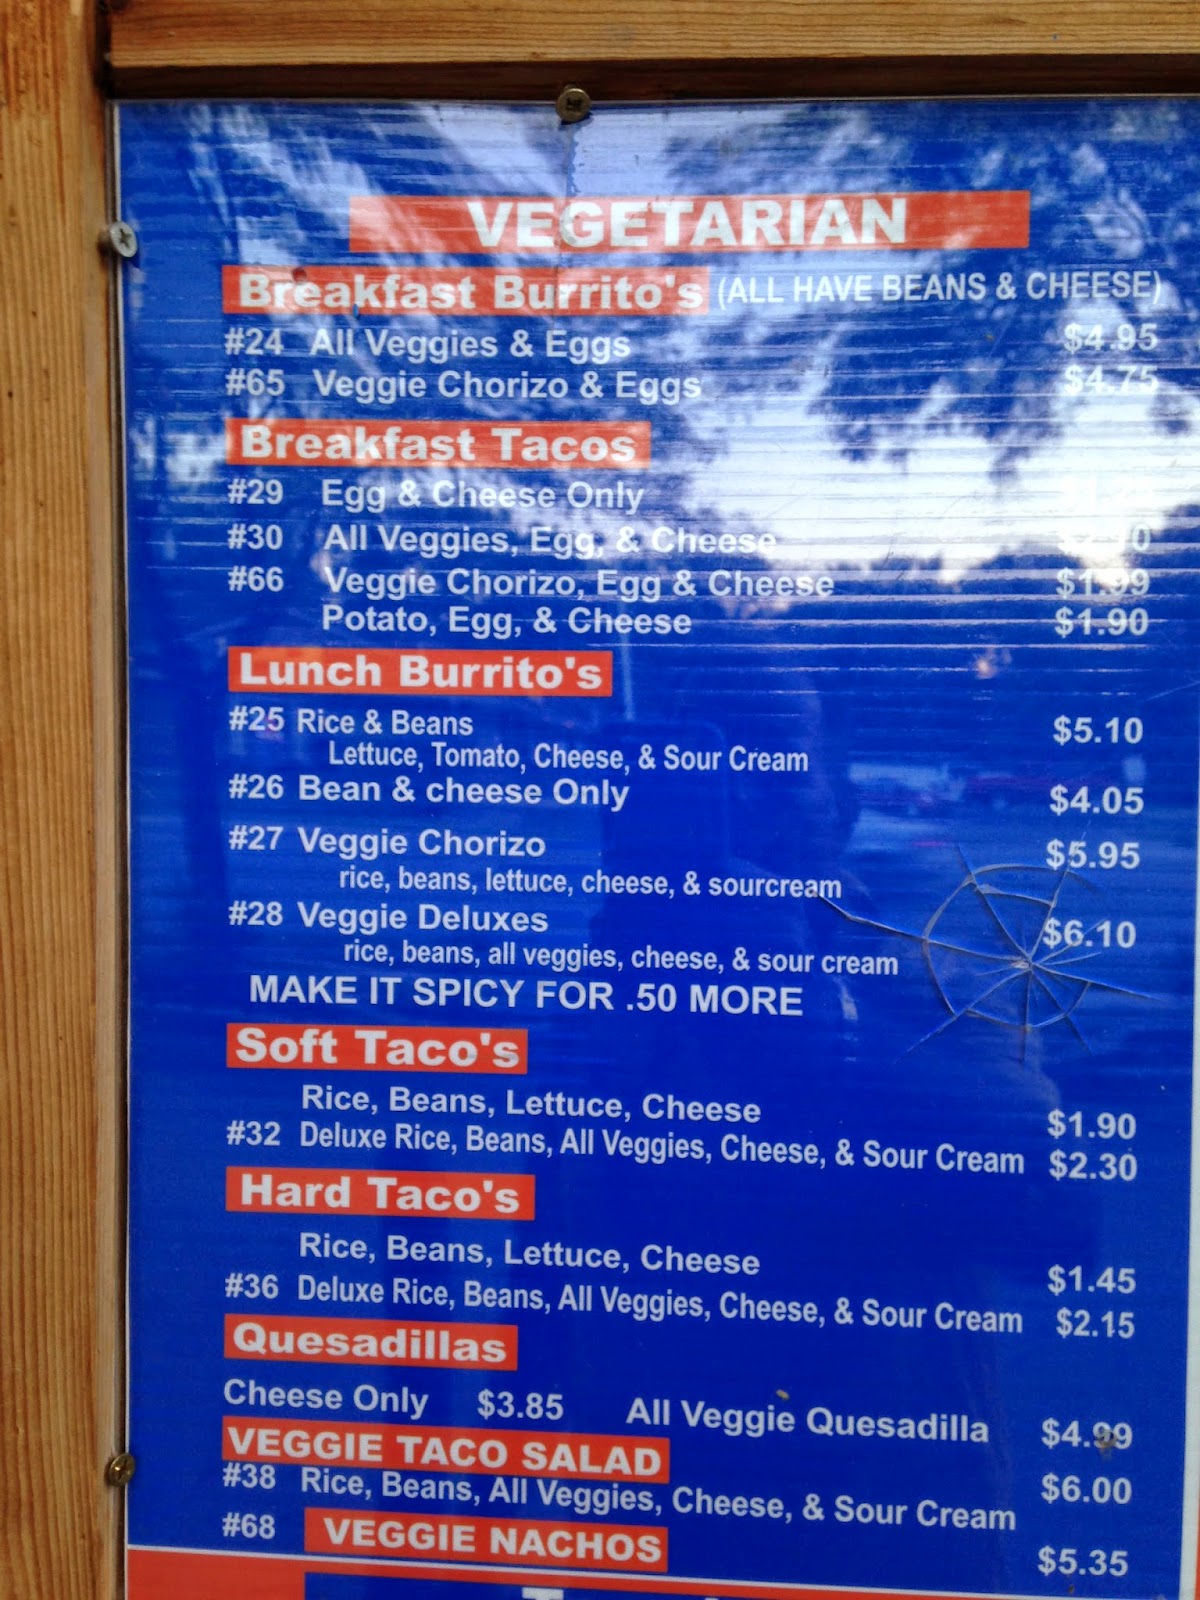 VEGETARIAN
Breakfast Burrito's (ALL HAVE BEANS & CHEESE)
#24 All Veggies & Eggs $4.95
#65 Veggie Chorizo & Eggs $4.75
Breakfast Tacos
#29 Egg & Cheese Only
#30 All Veggies, Egg, & Cheese
#66 Veggie Chorizo, Egg & Cheese $1.99
Potato, Egg, & Cheese $1.90
Lunch Burrito's
#25 Rice & Beans $5.10
Lettuce, Tomato, Cheese, & Sour Cream
#26 Bean & cheese Only $4.05
#27 Veggie Chorizo $5.95
rice, beans, lettuce, cheese, & sourcream
#28 Veggie Deluxes $6.10
rice, beans, all veggies, cheese, & sour cream
MAKE IT SPICY FOR .50 MORE
Soft Taco's
Rice, Beans, Lettuce, Cheese $1.90
#32 Deluxe Rice, Beans, All Veggies, Cheese, & Sour Cream $2.30
Hard Taco's
Rice, Beans, Lettuce, Cheese $1.45
#36 Deluxe Rice, Beans, All Veggies, Cheese, & Sour Cream $2.15
Quesadillas
Cheese Only $3.85 All Veggie Quesadilla $4.99
VEGGIE TACO SALAD
#38 Rice, Beans, All Veggies, Cheese, & Sour Cream $6.00
#68 VEGGIE NACHOS $5.35